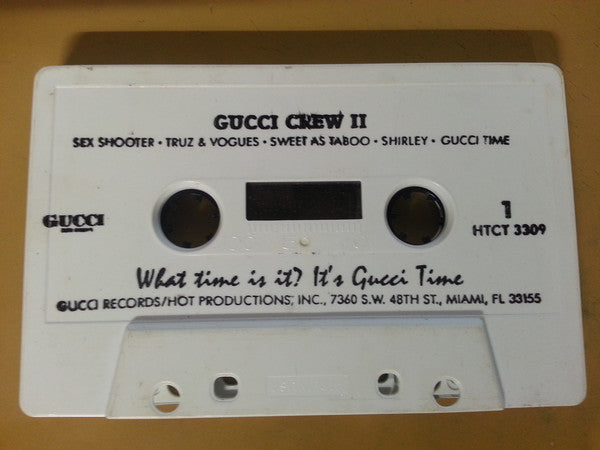 GUCCI CREW II
SEX SHOOTER • TRUZ & VOGUES • SWEET AS TABOO • SHIRLEY • GUCCI TIME
GUCCI
1
HTCT 3309
What time is it? It's Gucci Time
GUCCI RECORDS/HOT PRODUCTIONS, INC., 7360 S.W. 48TH ST., MIAMI, FL 33155